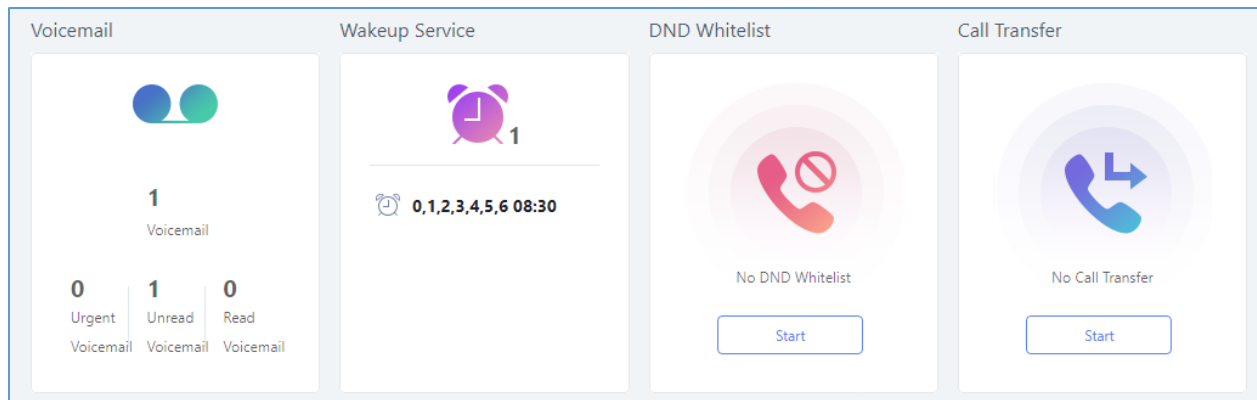 Voicemail
Wakeup Service
DND Whitelist
Call Transfer
1
Voicemail
0
Urgent
Voicemail
1
Unread
Voicemail
0
Read
Voicemail
1
0,1,2,3,4,5,6 08:30
No DND Whitelist
Start
No Call Transfer
Start